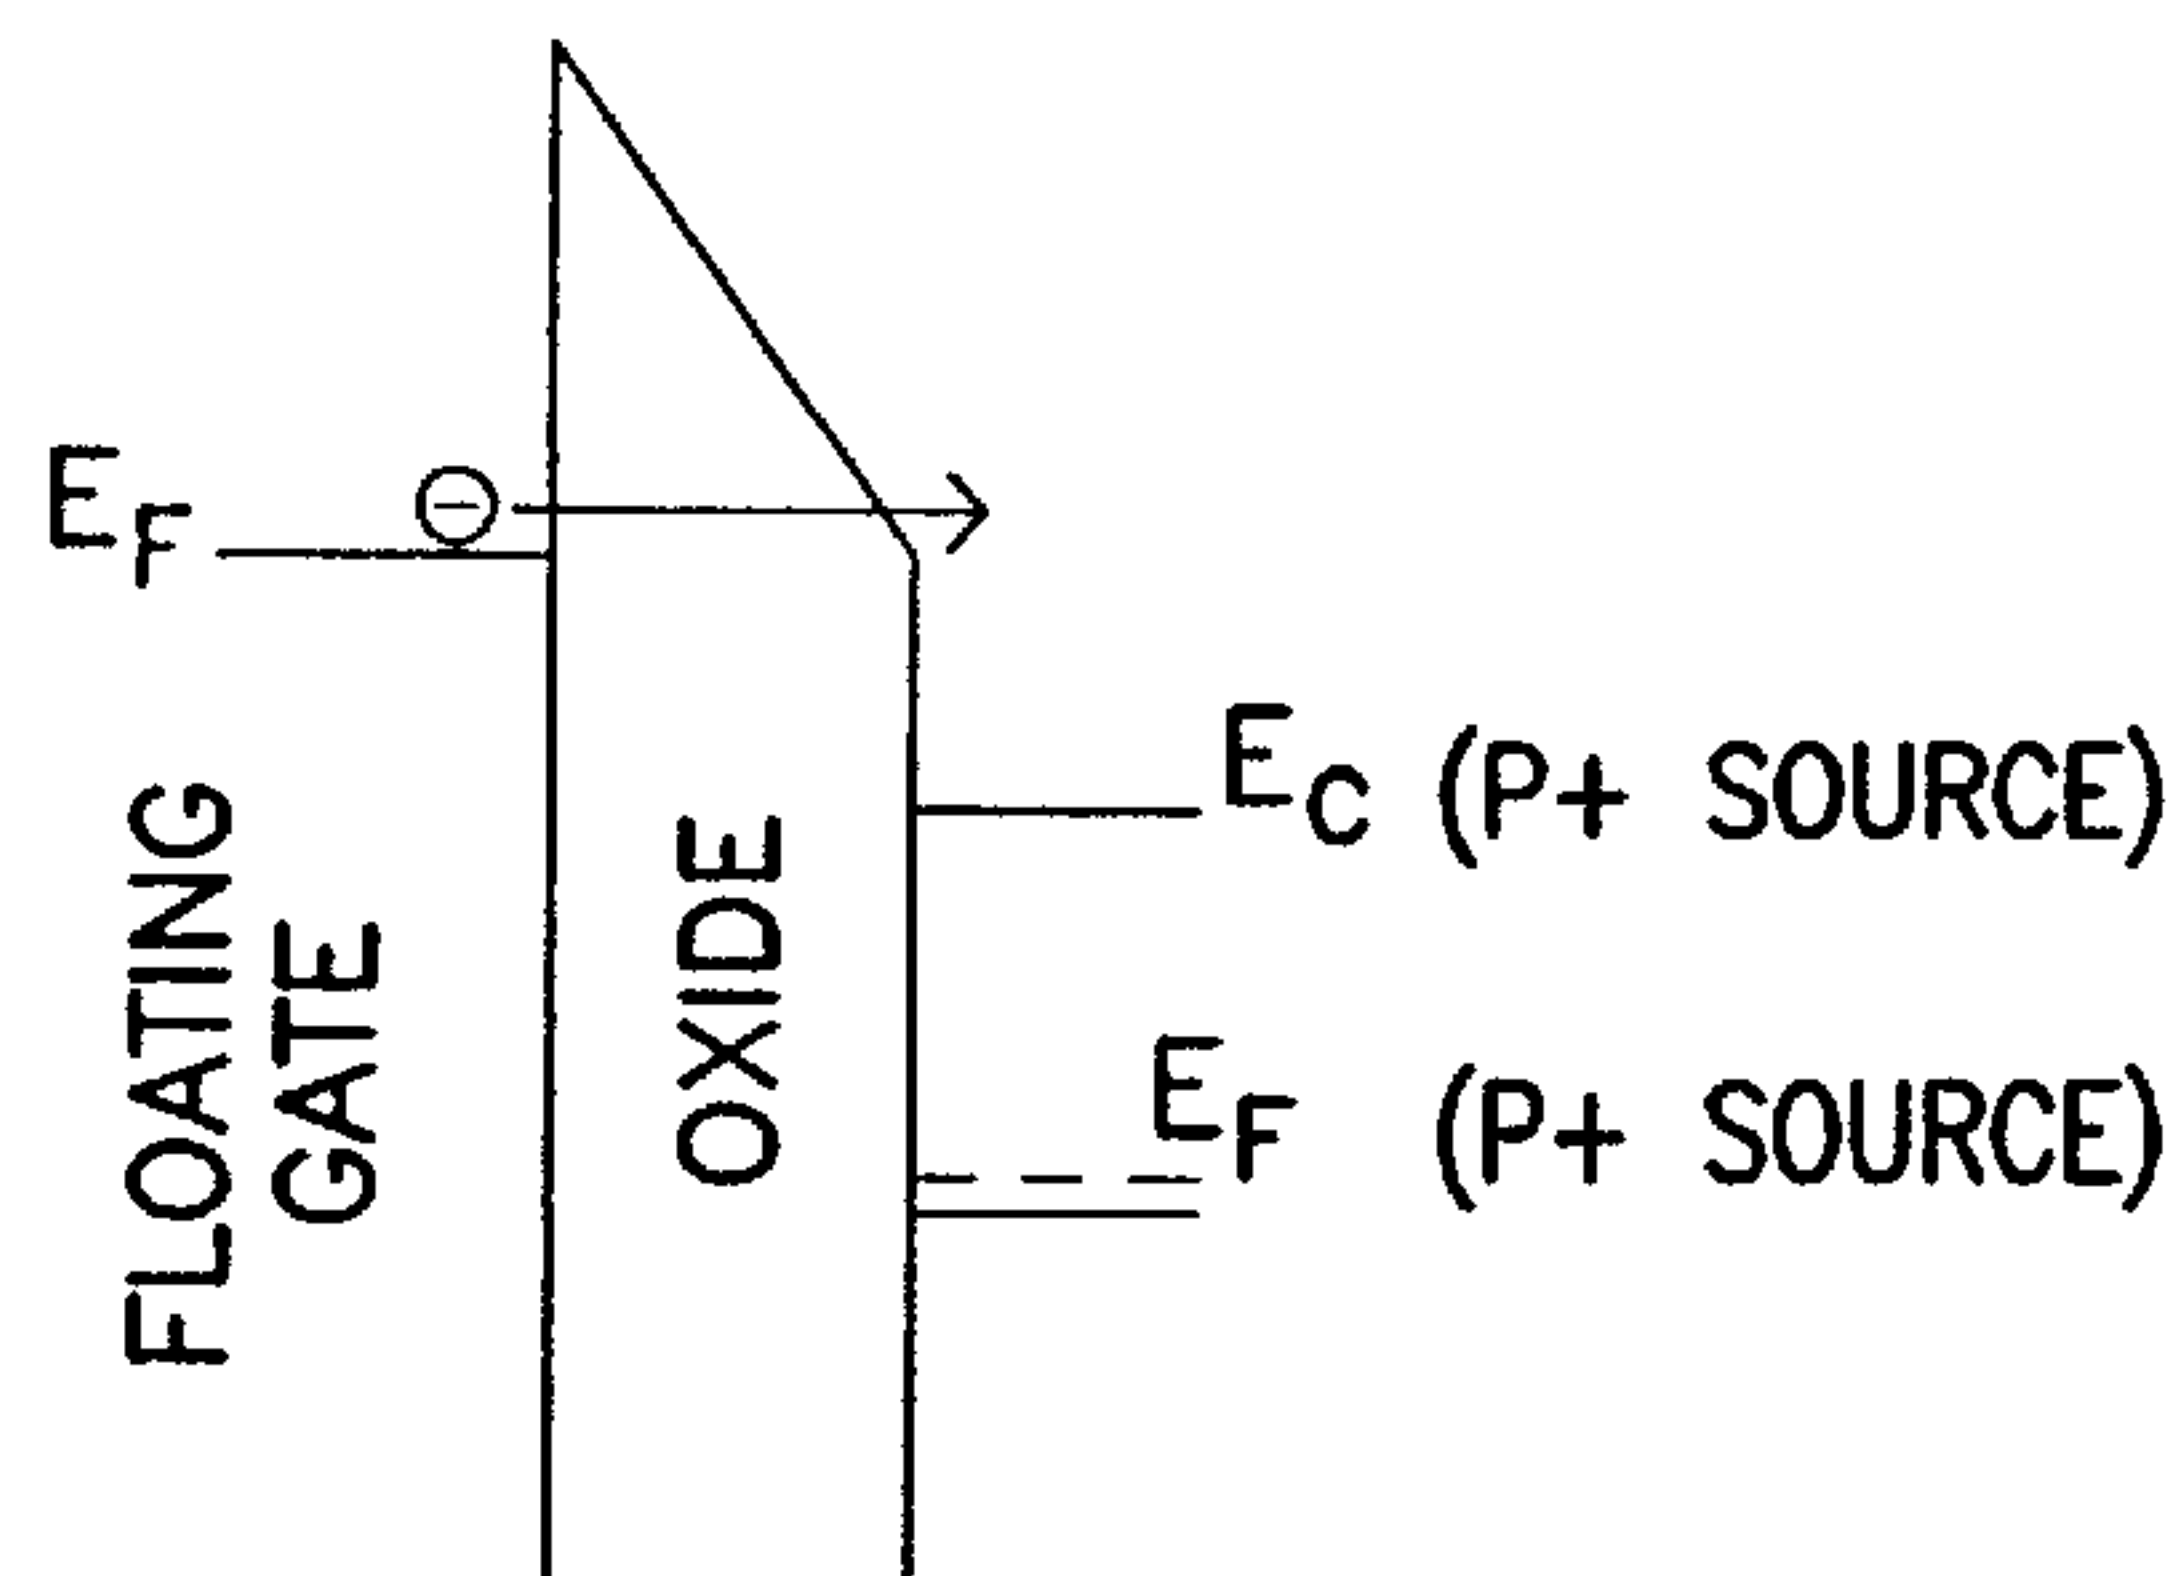 E_F
FLOATING
GATE
OXIDE
E_C (P+ SOURCE)
E_F (P+ SOURCE)